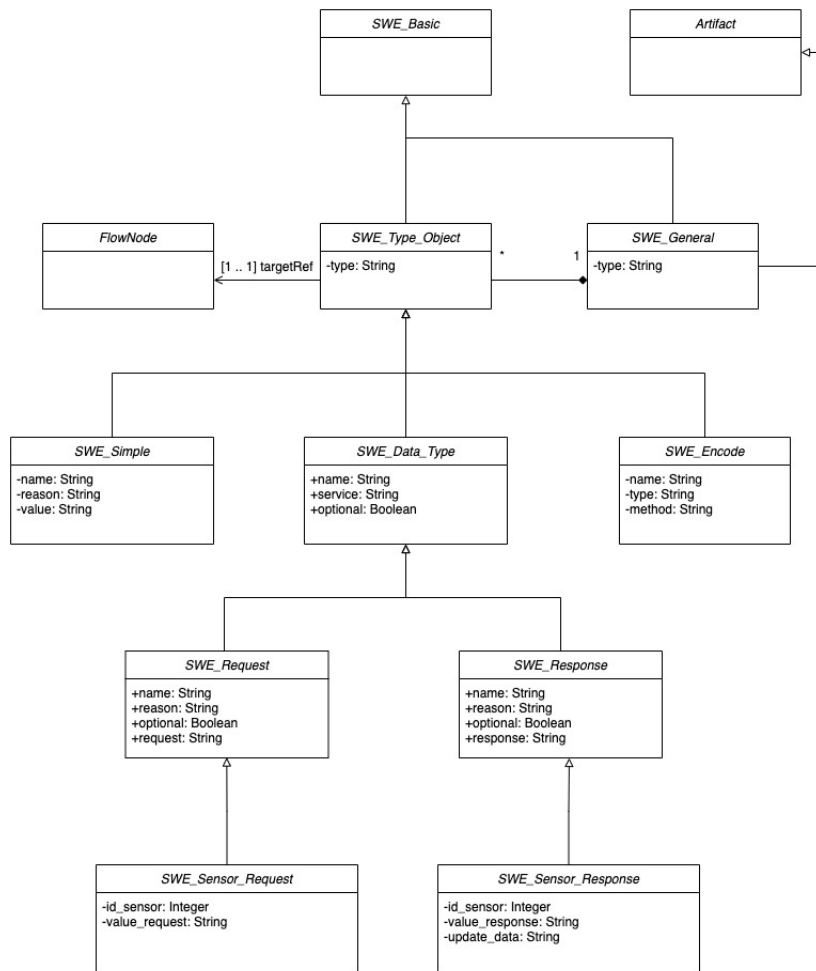 SWE_Basic
Artifact
FlowNode
SWE_Type_Object
-type: String
SWE_General
-type: String
[1 .. 1] targetRef
*
1
SWE_Simple
-name: String
-reason: String
-value: String
SWE_Data_Type
+name: String
+service: String
+optional: Boolean
SWE_Encode
-name: String
-type: String
-method: String
SWE_Request
+name: String
+reason: String
+optional: Boolean
+request: String
SWE_Response
+name: String
+reason: String
+optional: Boolean
+response: String
SWE_Sensor_Request
-id_sensor: Integer
-value_request: String
SWE_Sensor_Response
-id_sensor: Integer
-value_response: String
-update_data: String